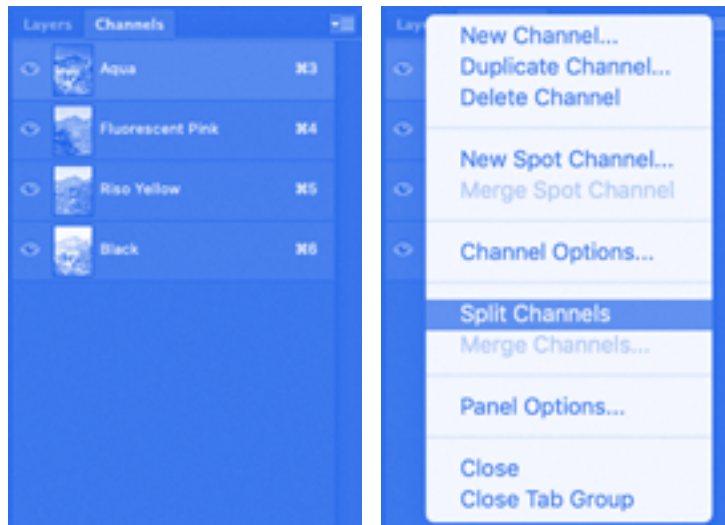 Layers Channels
Aqua ⌘3
Fluorescent Pink ⌘4
Riso Yellow ⌘5
Black ⌘6
Lay
New Channel...
Duplicate Channel...
Delete Channel
New Spot Channel...
Merge Spot Channel
Channel Options...
Split Channels
Merge Channels...
Panel Options...
Close
Close Tab Group